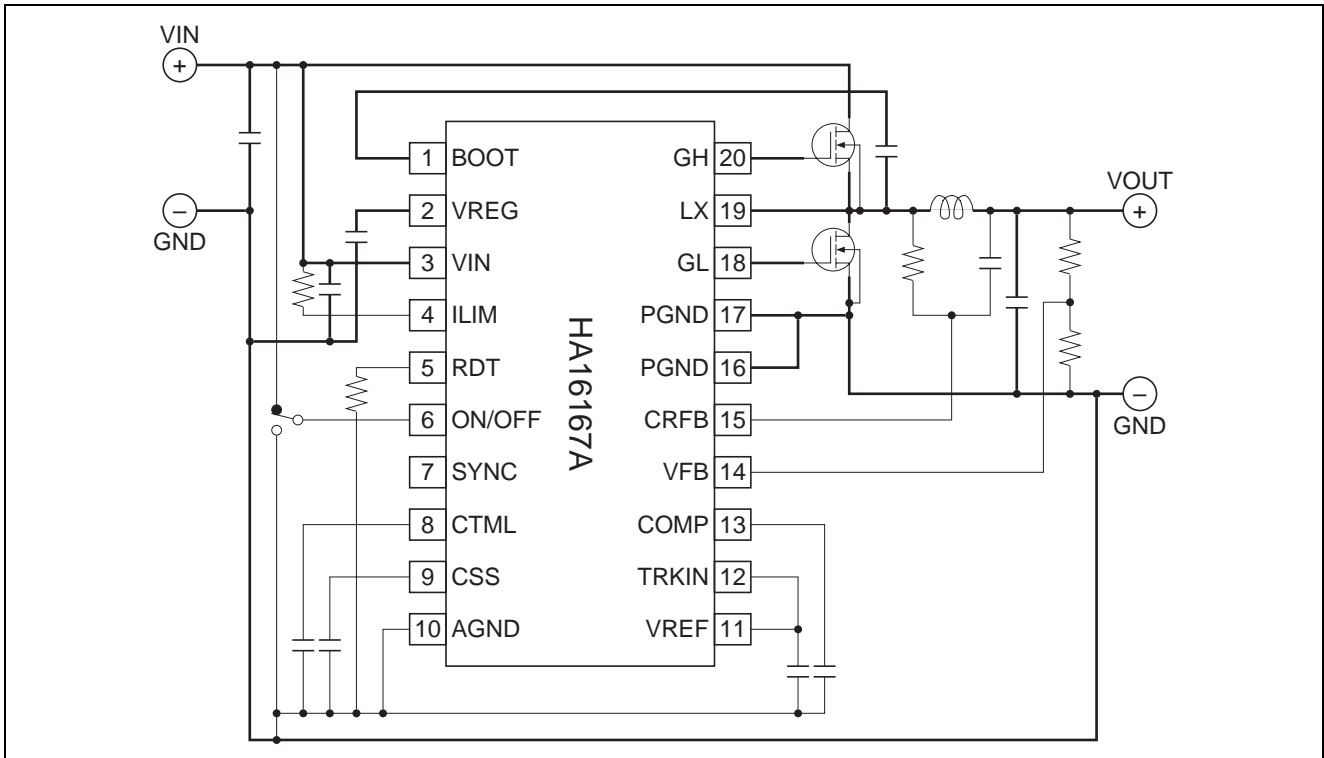 VIN
+
−
GND
HA16167A
1 BOOT
2 VREG
3 VIN
4 ILIM
5 RDT
6 ON/OFF
7 SYNC
8 CTML
9 CSS
10 AGND
GH 20
LX 19
GL 18
PGND 17
PGND 16
CRFB 15
VFB 14
COMP 13
TRKIN 12
VREF 11
VOUT
+
−
GND